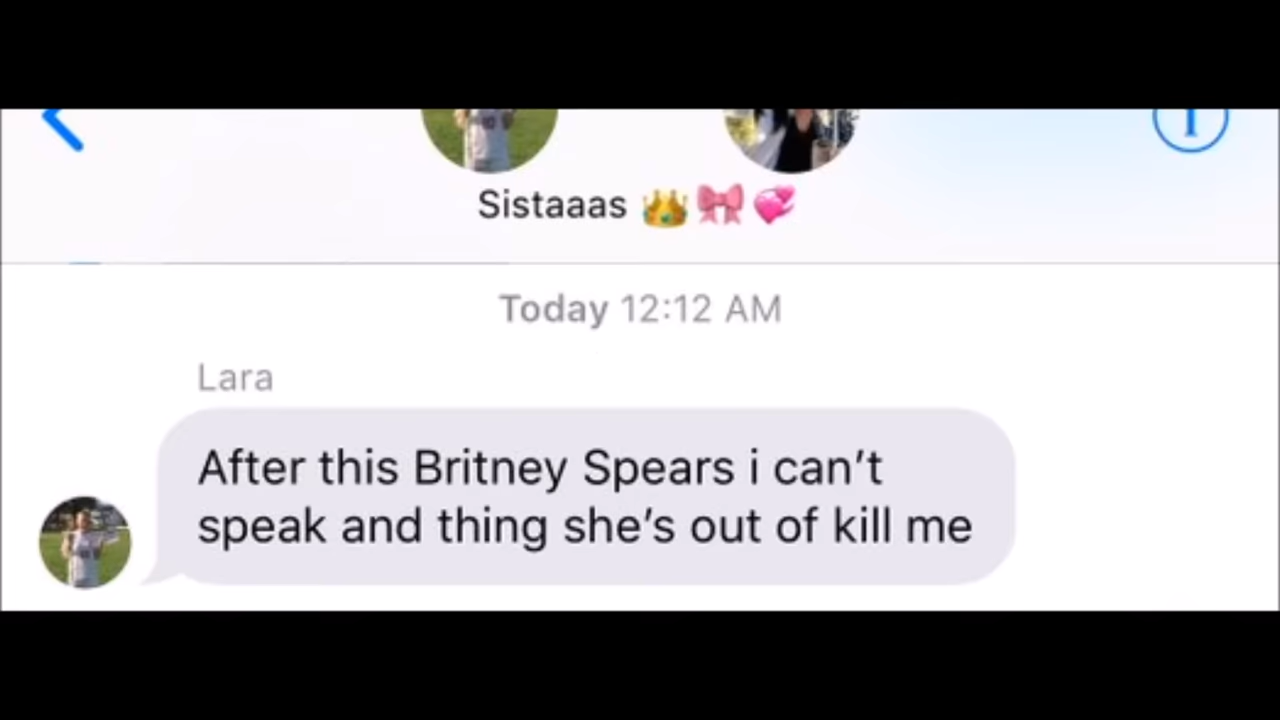 Sistaaas 👑🎀💞
Today 12:12 AM
Lara
After this Britney Spears i can’t
speak and thing she’s out of kill me